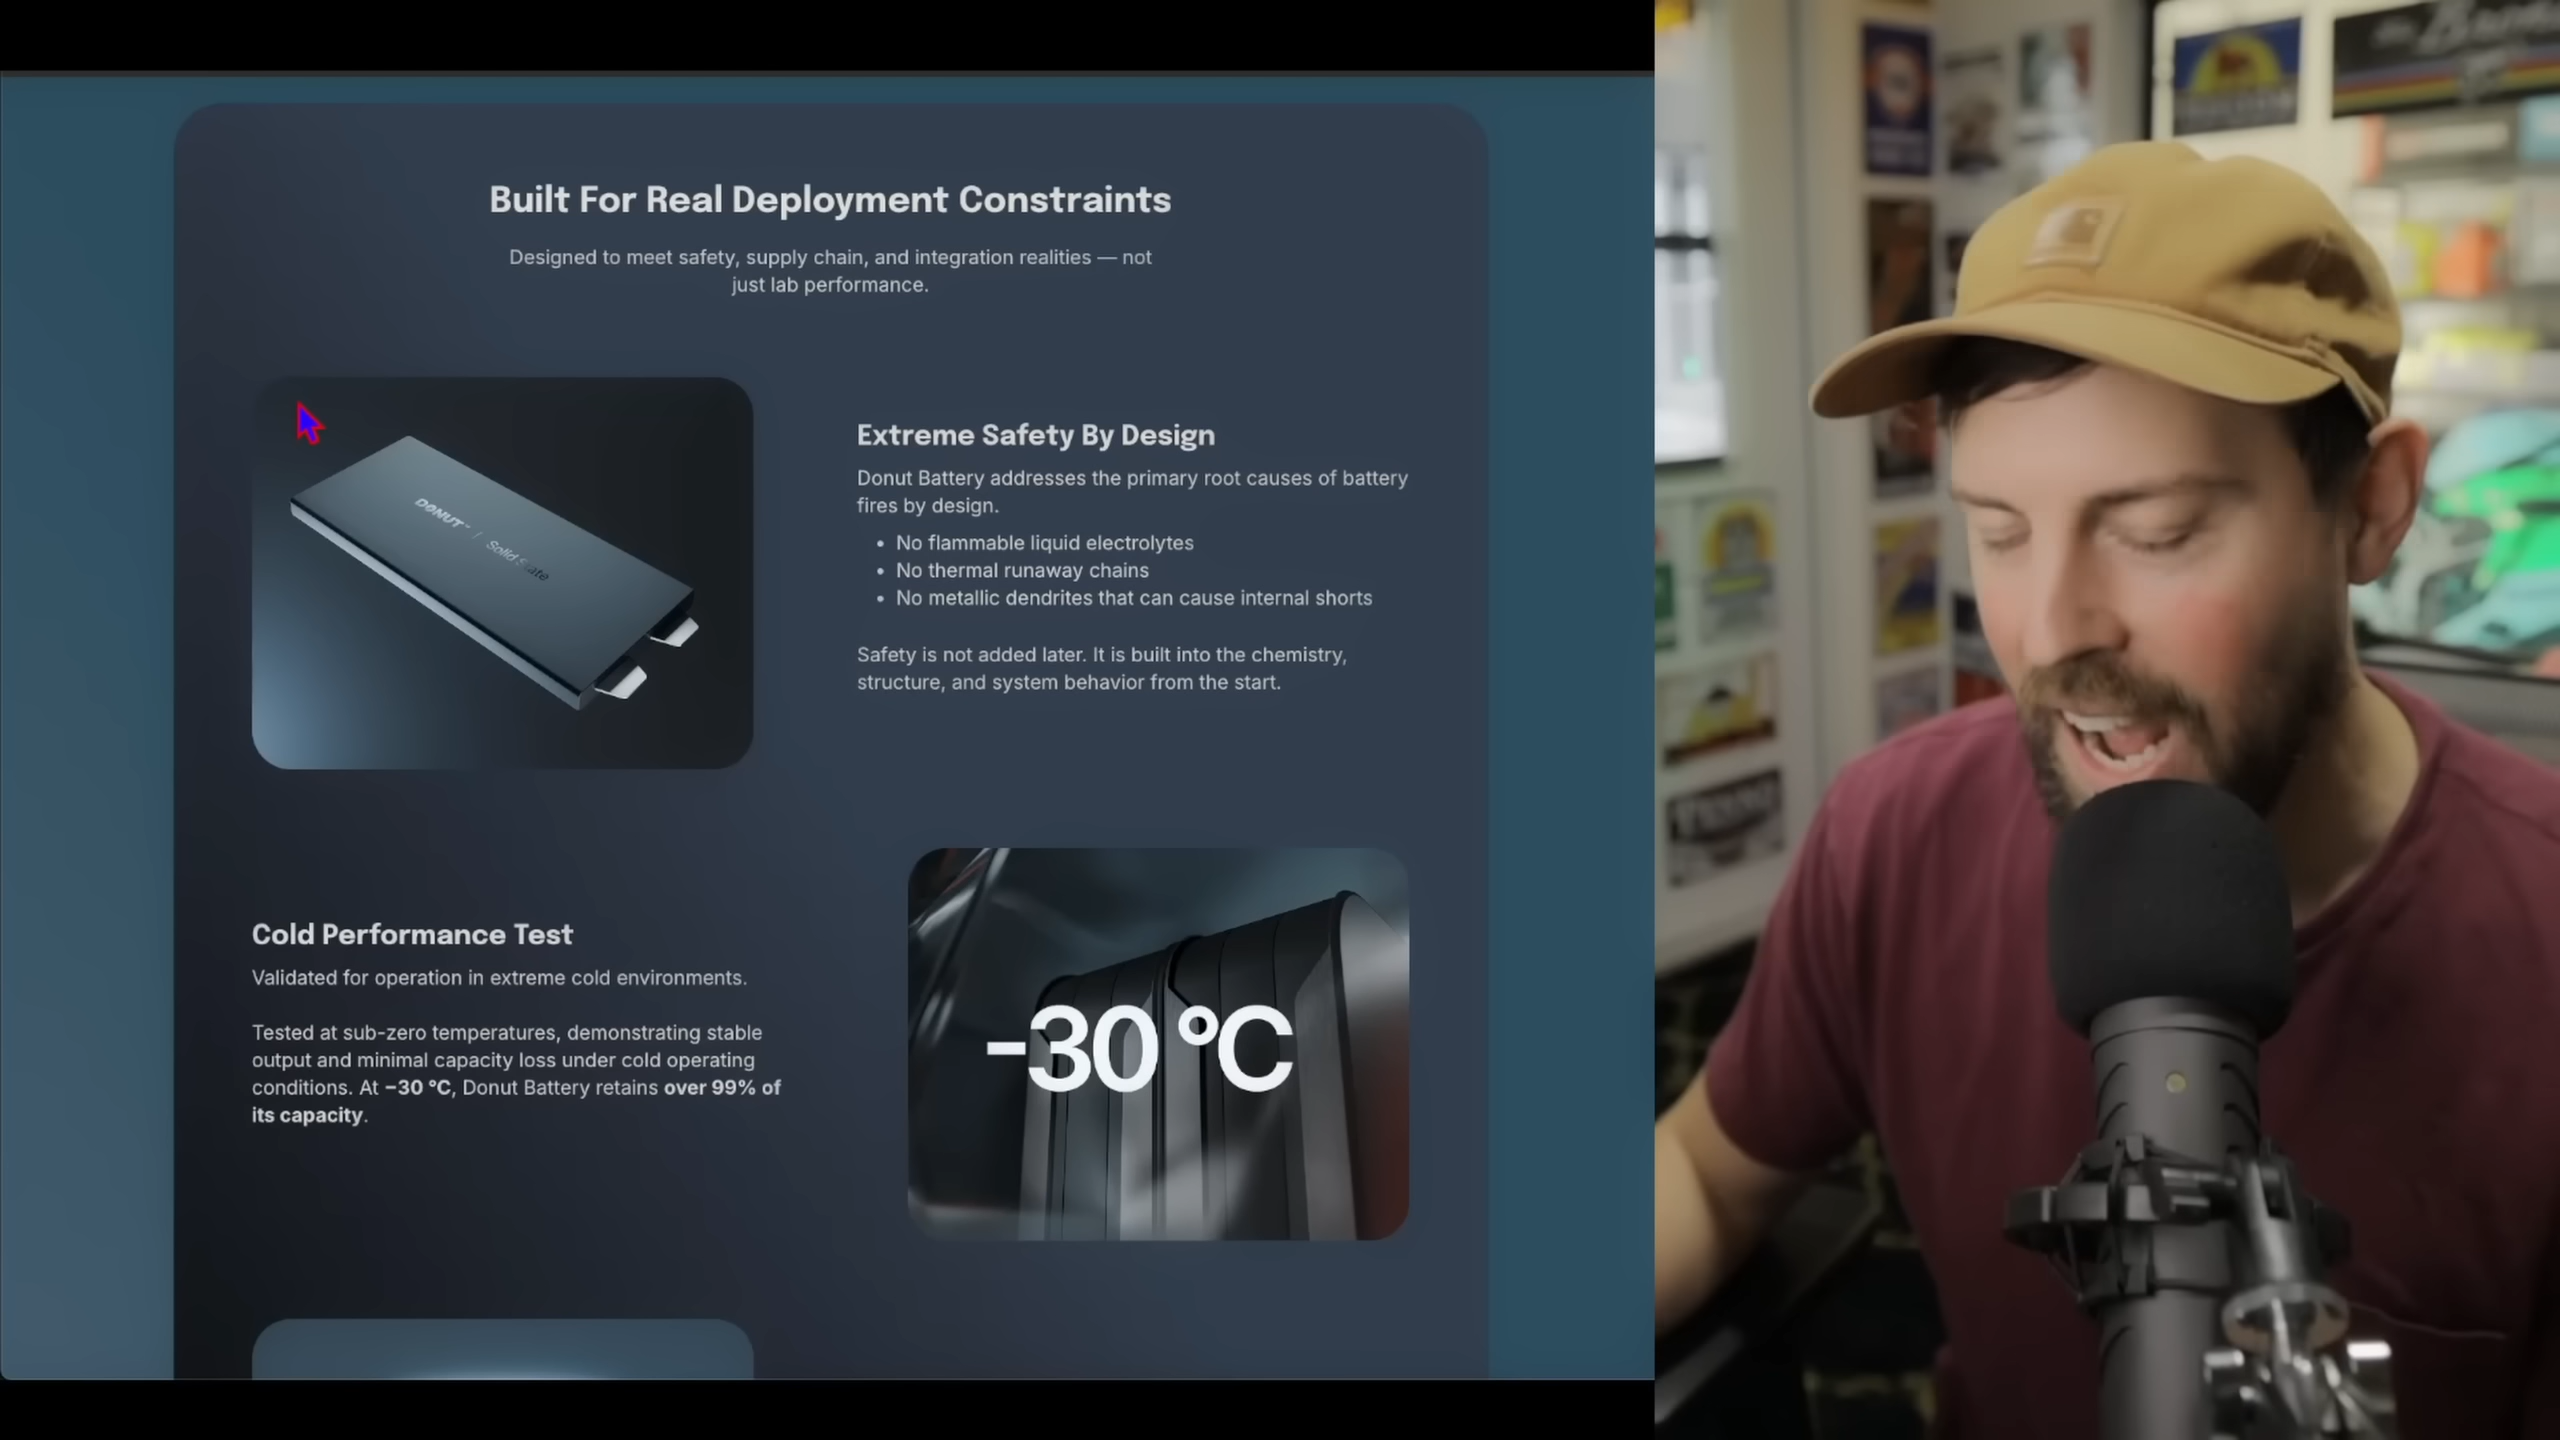 Built For Real Deployment Constraints
Designed to meet safety, supply chain, and integration realities — not
just lab performance.
DONUT™ | Solid State
Extreme Safety By Design
Donut Battery addresses the primary root causes of battery
fires by design.
• No flammable liquid electrolytes
• No thermal runaway chains
• No metallic dendrites that can cause internal shorts
Safety is not added later. It is built into the chemistry,
structure, and system behavior from the start.
Cold Performance Test
Validated for operation in extreme cold environments.
Tested at sub-zero temperatures, demonstrating stable
output and minimal capacity loss under cold operating
conditions. At −30 °C, Donut Battery retains over 99% of
its capacity.
-30 °C